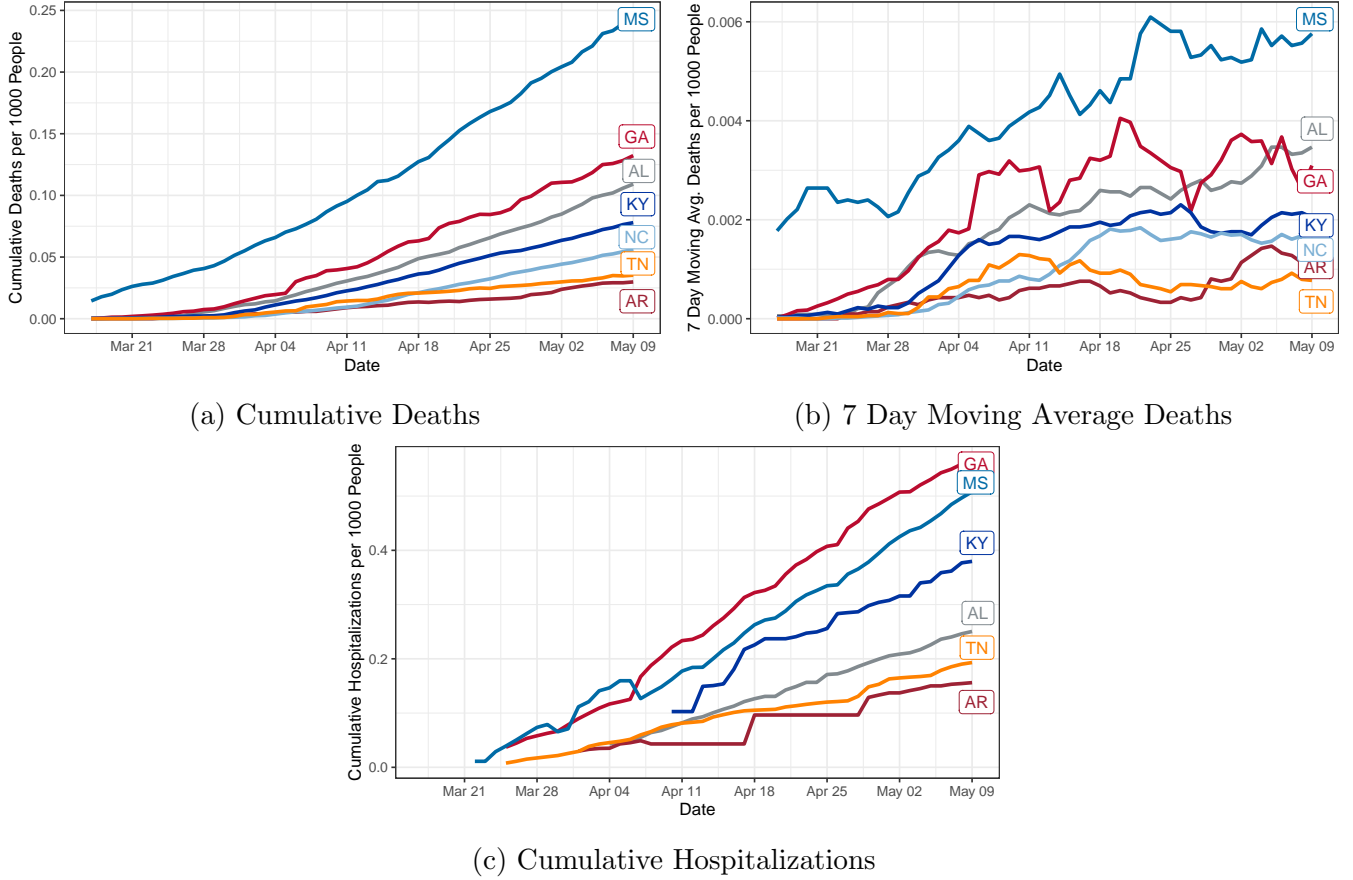 Cumulative Deaths per 1000 People
0.25
0.20
0.15
0.10
0.05
0.00
MS
GA
AL
KY
NC
TN
AR
Mar 21 Mar 28 Apr 04 Apr 11 Apr 18 Apr 25 May 02 May 09
Date
(a) Cumulative Deaths
7 Day Moving Avg. Deaths per 1000 People
0.006
0.004
0.002
0.000
MS
AL
GA
KY
NC
AR
TN
Mar 21 Mar 28 Apr 04 Apr 11 Apr 18 Apr 25 May 02 May 09
Date
(b) 7 Day Moving Average Deaths
Cumulative Hospitalizations per 1000 People
0.4
0.2
0.0
GA
MS
KY
AL
TN
AR
Mar 21 Mar 28 Apr 04 Apr 11 Apr 18 Apr 25 May 02 May 09
Date
(c) Cumulative Hospitalizations